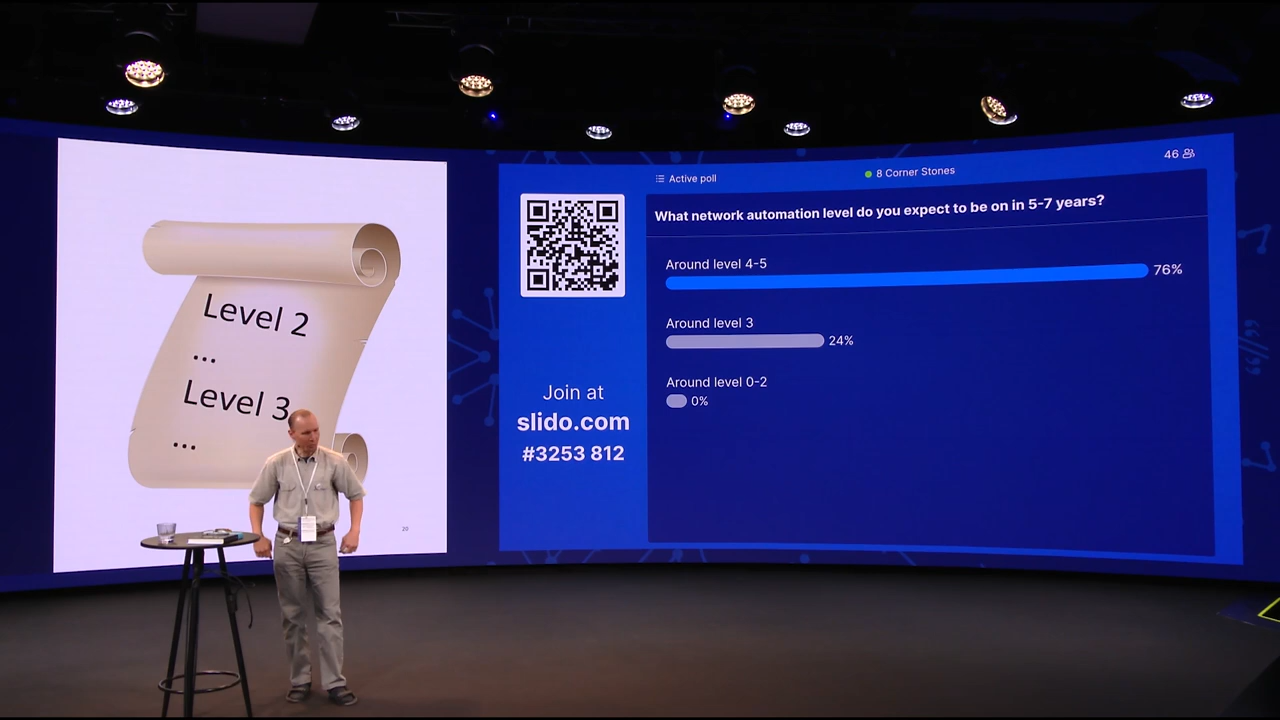 Level 2
...
Level 3
...
20
Active poll
8 Corner Stones
46
What network automation level do you expect to be on in 5-7 years?
Around level 4-5
76%
Around level 3
24%
Around level 0-2
0%
Join at
slido.com
#3253 812